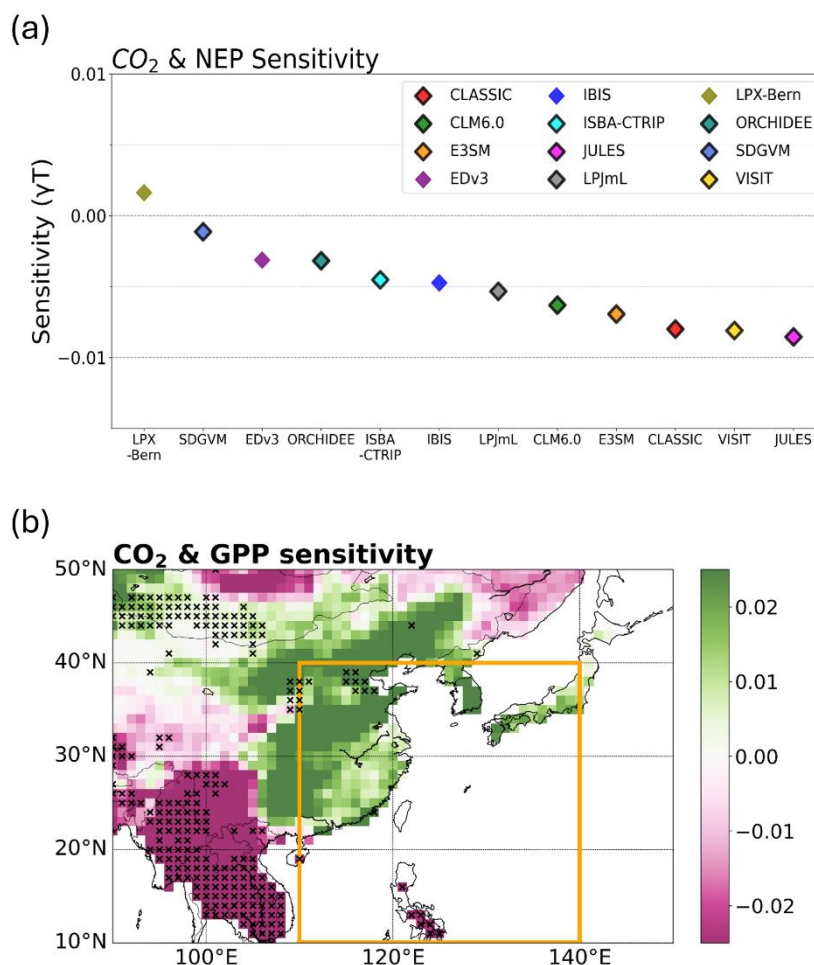 (a)
CO₂ & NEP Sensitivity
0.01
0.00
−0.01
Sensitivity (γT)
CLASSIC
CLM6.0
E3SM
EDv3
IBIS
ISBA-CTRIP
JULES
LPJmL
LPX-Bern
ORCHIDEE
SDGVM
VISIT
LPX
-Bern
SDGVM
EDv3
ORCHIDEE
ISBA
-CTRIP
IBIS
LPJmL
CLM6.0
E3SM
CLASSIC
VISIT
JULES
(b)
CO₂ & GPP sensitivity
50°N
40°N
30°N
20°N
10°N
100°E
120°E
140°E
0.02
0.01
0.00
−0.01
−0.02